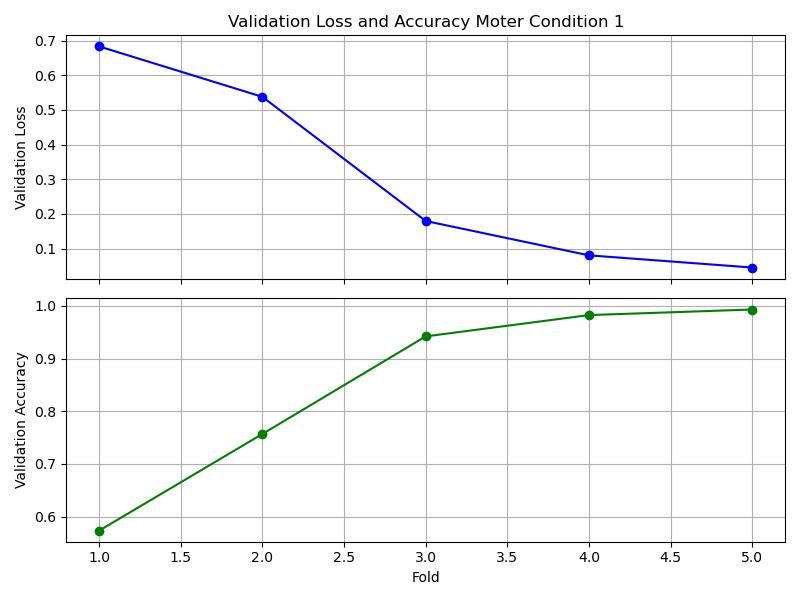 Validation Loss and Accuracy Moter Condition 1
0.7
0.6
0.5
0.4
0.3
0.2
0.1
Validation Loss
1.0
0.9
0.8
0.7
0.6
Validation Accuracy
1.0 1.5 2.0 2.5 3.0 3.5 4.0 4.5 5.0
Fold